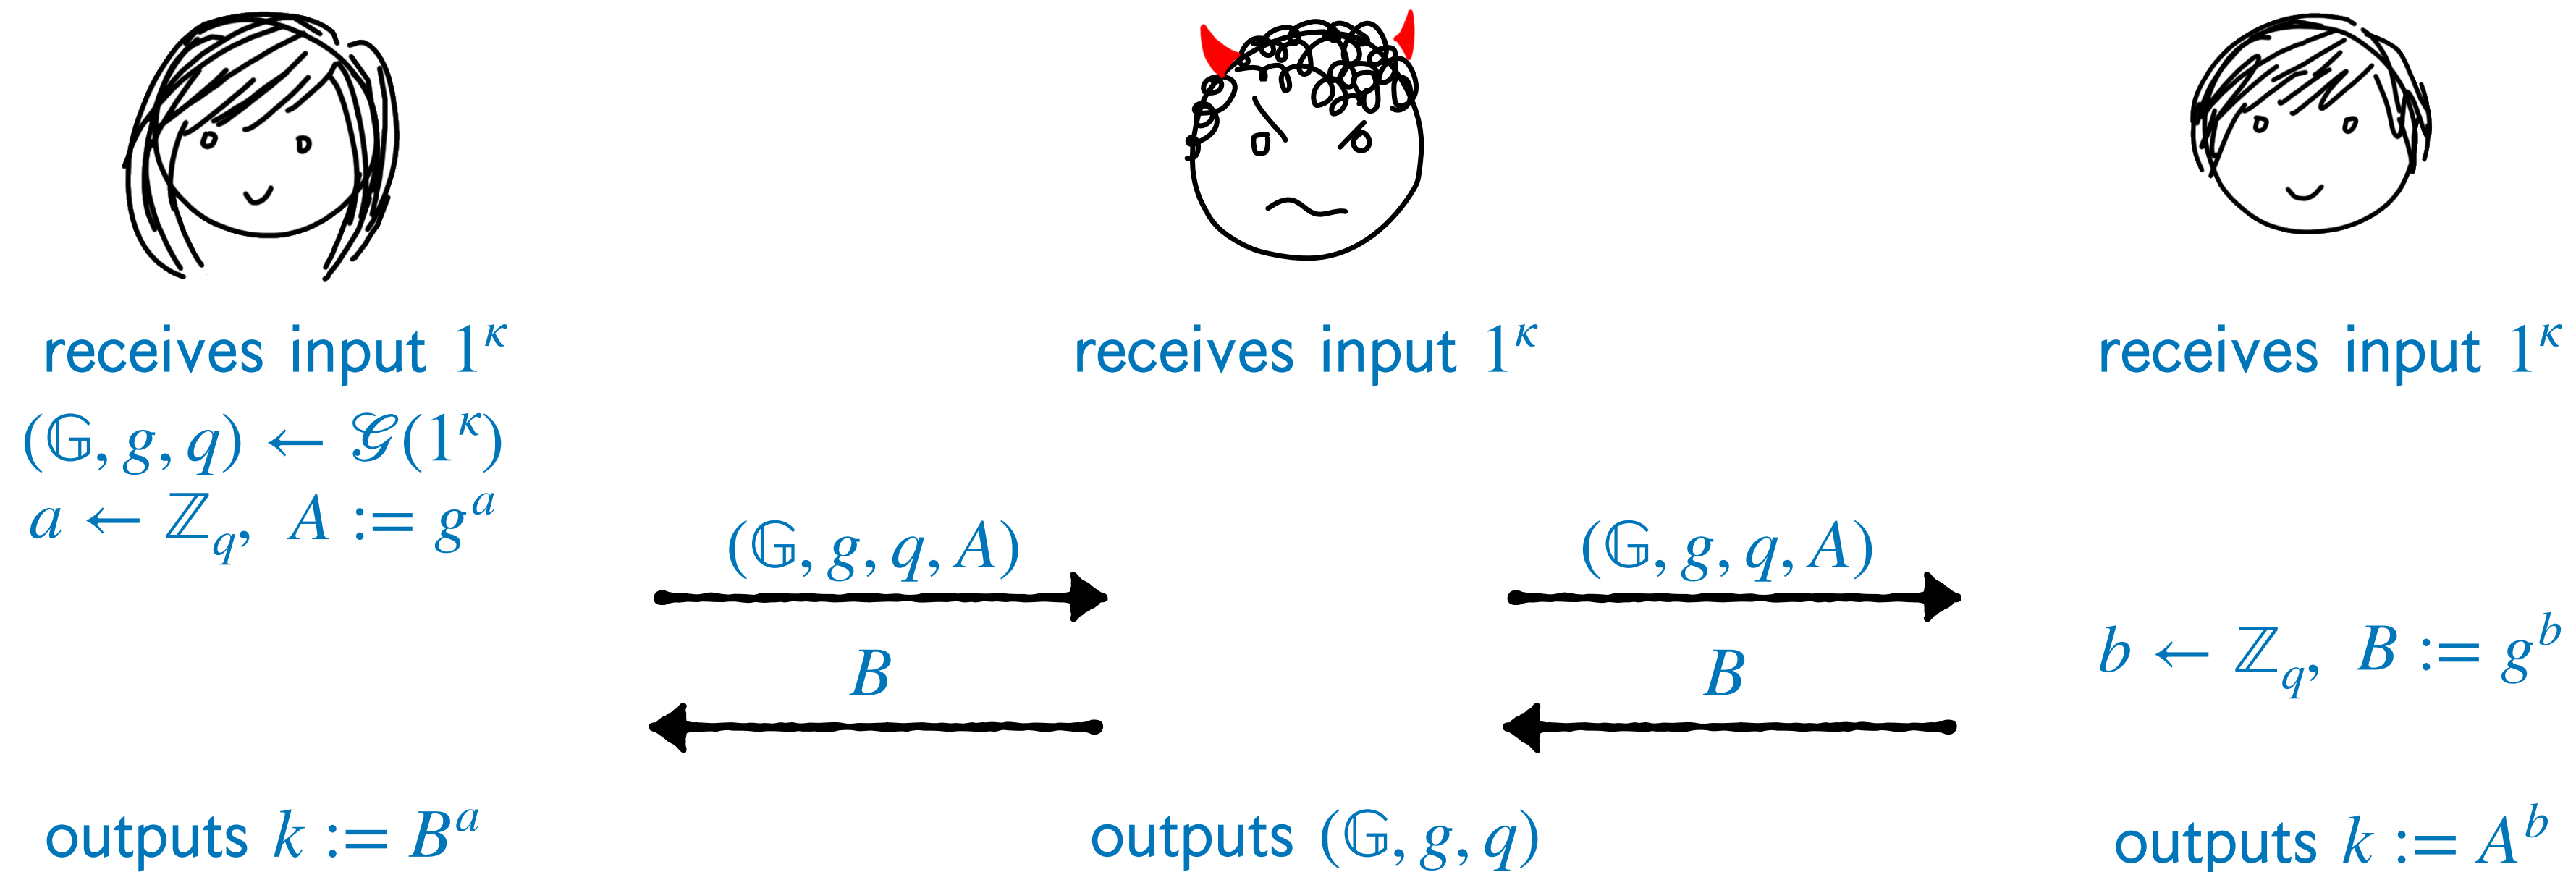 receives input 1^κ
receives input 1^κ
receives input 1^κ
(𝔾, g, q) ← 𝒢(1^κ)
a ← ℤ_q, A := g^a
(𝔾, g, q, A)
(𝔾, g, q, A)
b ← ℤ_q, B := g^b
B
B
outputs k := B^a
outputs (𝔾, g, q)
outputs k := A^b